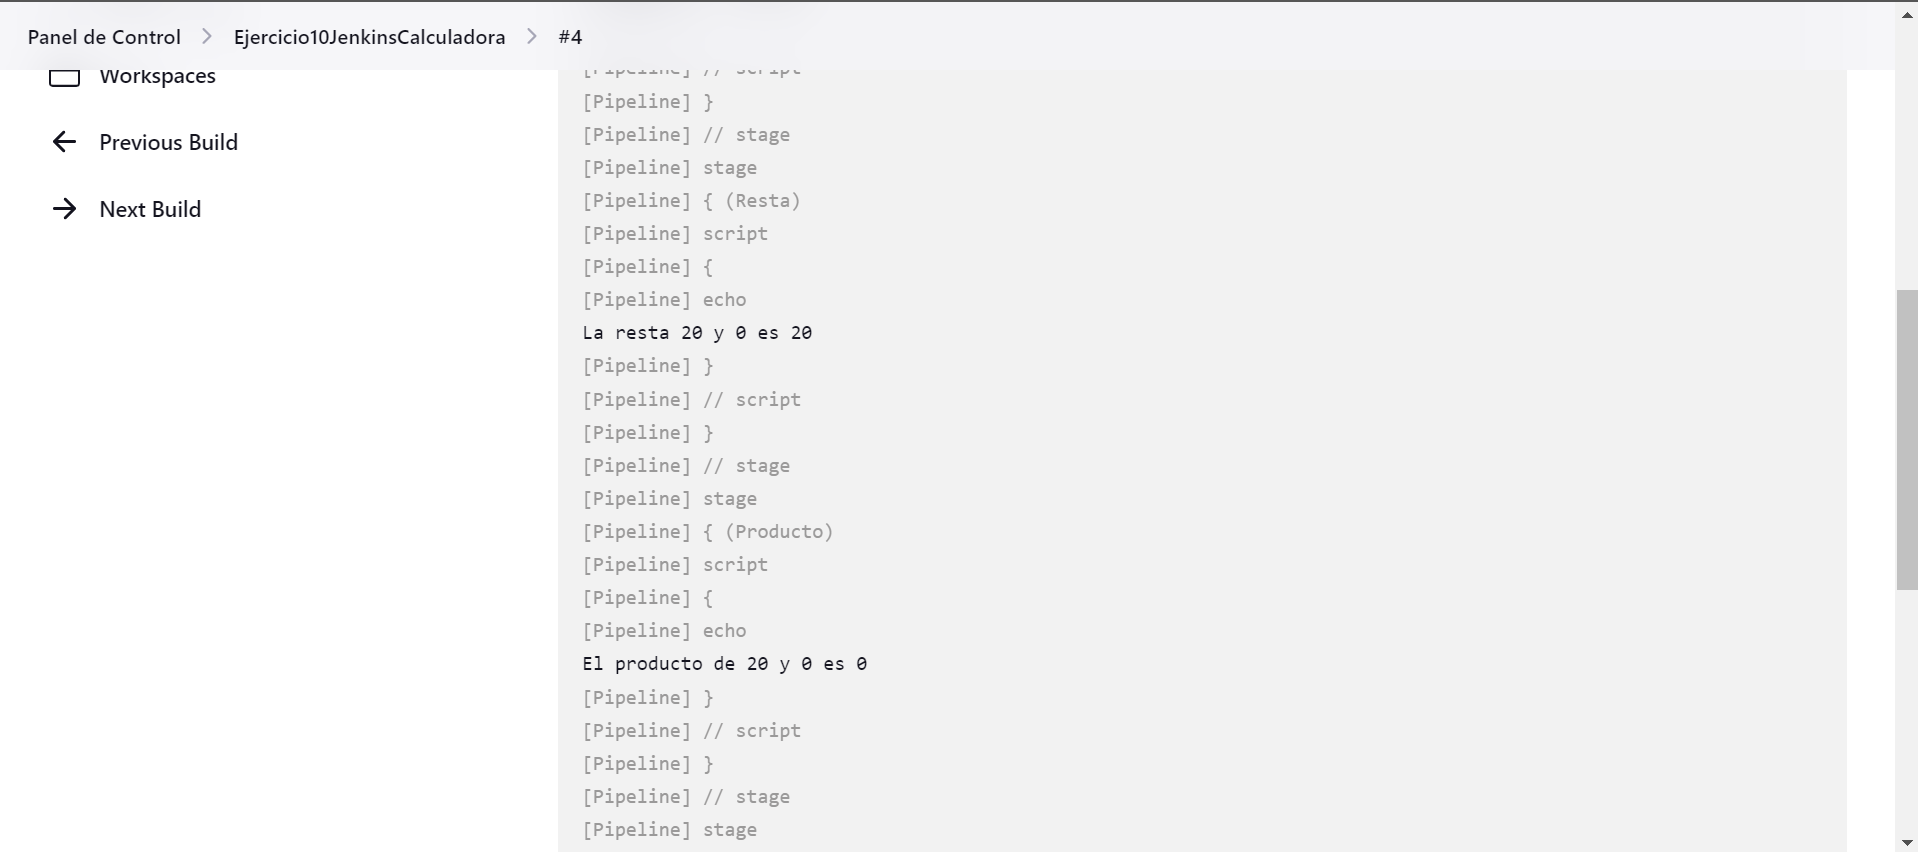 Panel de Control > Ejercicio10JenkinsCalculadora > #4
Workspaces
Previous Build
Next Build
[Pipeline] // script
[Pipeline] }
[Pipeline] // stage
[Pipeline] stage
[Pipeline] { (Resta)
[Pipeline] script
[Pipeline] {
[Pipeline] echo
La resta 20 y 0 es 20
[Pipeline] }
[Pipeline] // script
[Pipeline] }
[Pipeline] // stage
[Pipeline] stage
[Pipeline] { (Producto)
[Pipeline] script
[Pipeline] {
[Pipeline] echo
El producto de 20 y 0 es 0
[Pipeline] }
[Pipeline] // script
[Pipeline] }
[Pipeline] // stage
[Pipeline] stage